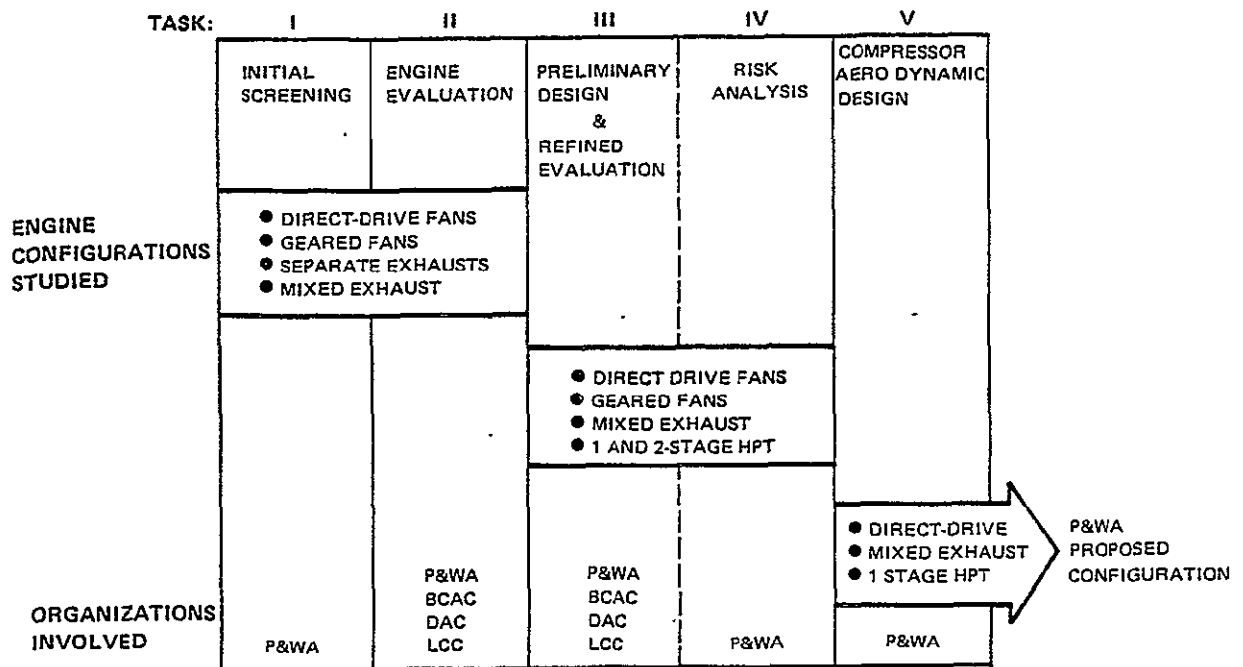 TASK: I II III IV V
INITIAL
SCREENING
ENGINE
EVALUATION
PRELIMINARY
DESIGN
&
REFINED
EVALUATION
RISK
ANALYSIS
COMPRESSOR
AERO DYNAMIC
DESIGN
ENGINE
CONFIGURATIONS
STUDIED
● DIRECT-DRIVE FANS
● GEARED FANS
● SEPARATE EXHAUSTS
● MIXED EXHAUST
● DIRECT DRIVE FANS
● GEARED FANS
● MIXED EXHAUST
● 1 AND 2-STAGE HPT
● DIRECT-DRIVE
● MIXED EXHAUST
● 1 STAGE HPT
P&WA
PROPOSED
CONFIGURATION
ORGANIZATIONS
INVOLVED
P&WA
P&WA
BCAC
DAC
LCC
P&WA
BCAC
DAC
LCC
P&WA
P&WA